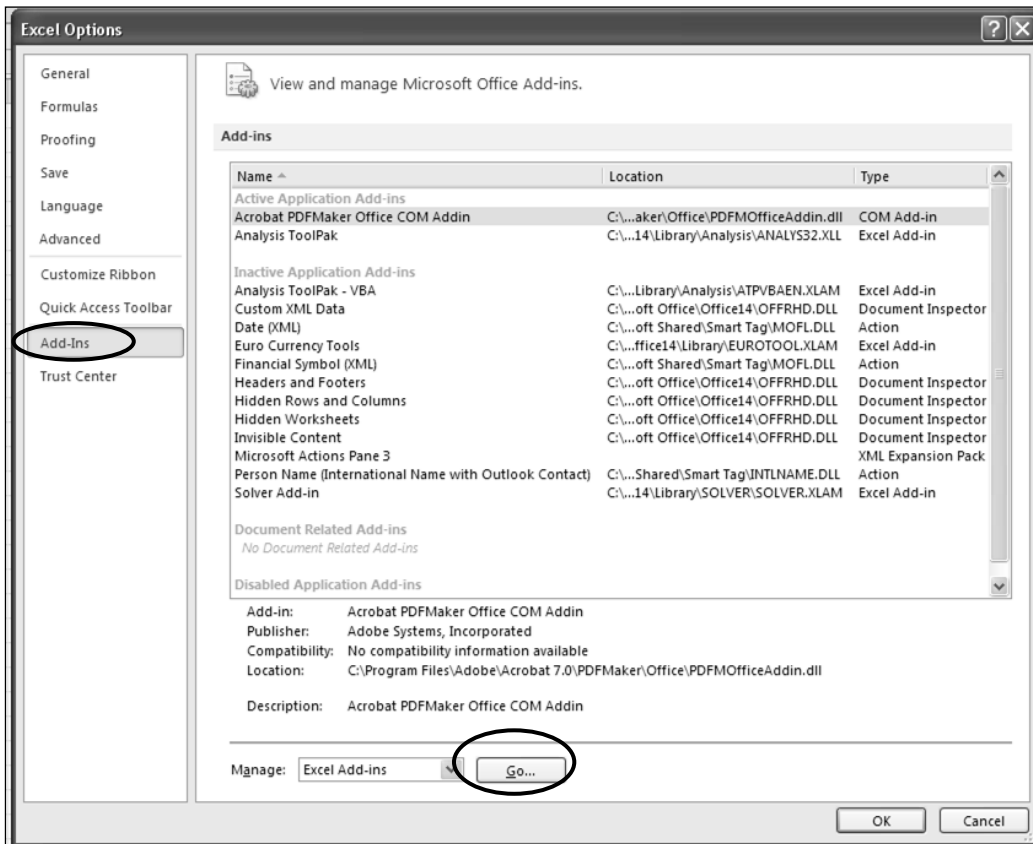 Excel Options
General
Formulas
Proofing
Save
Language
Advanced
Customize Ribbon
Quick Access Toolbar
Add-Ins
Trust Center
View and manage Microsoft Office Add-ins.
Add-ins
Name Location Type
Active Application Add-ins
Acrobat PDFMaker Office COM Addin C:\...aker\Office\PDFMOfficeAddin.dll COM Add-in
Analysis ToolPak C:\...14\Library\Analysis\ANALYS32.XLL Excel Add-in
Inactive Application Add-ins
Analysis ToolPak - VBA C:\...Library\Analysis\ATPVBAEN.XLAM Excel Add-in
Custom XML Data C:\...oft Office\Office14\OFFRHD.DLL Document Inspector
Date (XML) C:\...oft Shared\Smart Tag\MOFL.DLL Action
Euro Currency Tools C:\...ffice14\Library\EUROTOOL.XLAM Excel Add-in
Financial Symbol (XML) C:\...oft Shared\Smart Tag\MOFL.DLL Action
Headers and Footers C:\...oft Office\Office14\OFFRHD.DLL Document Inspector
Hidden Rows and Columns C:\...oft Office\Office14\OFFRHD.DLL Document Inspector
Hidden Worksheets C:\...oft Office\Office14\OFFRHD.DLL Document Inspector
Invisible Content C:\...oft Office\Office14\OFFRHD.DLL Document Inspector
Microsoft Actions Pane 3 XML Expansion Pack
Person Name (International Name with Outlook Contact) C:\...Shared\Smart Tag\INTLNAME.DLL Action
Solver Add-in C:\...14\Library\SOLVER\SOLVER.XLAM Excel Add-in
Document Related Add-ins
No Document Related Add-ins
Disabled Application Add-ins
Add-in: Acrobat PDFMaker Office COM Addin
Publisher: Adobe Systems, Incorporated
Compatibility: No compatibility information available
Location: C:\Program Files\Adobe\Acrobat 7.0\PDFMaker\Office\PDFMOfficeAddin.dll
Description: Acrobat PDFMaker Office COM Addin
Manage: Excel Add-ins Go...
OK Cancel